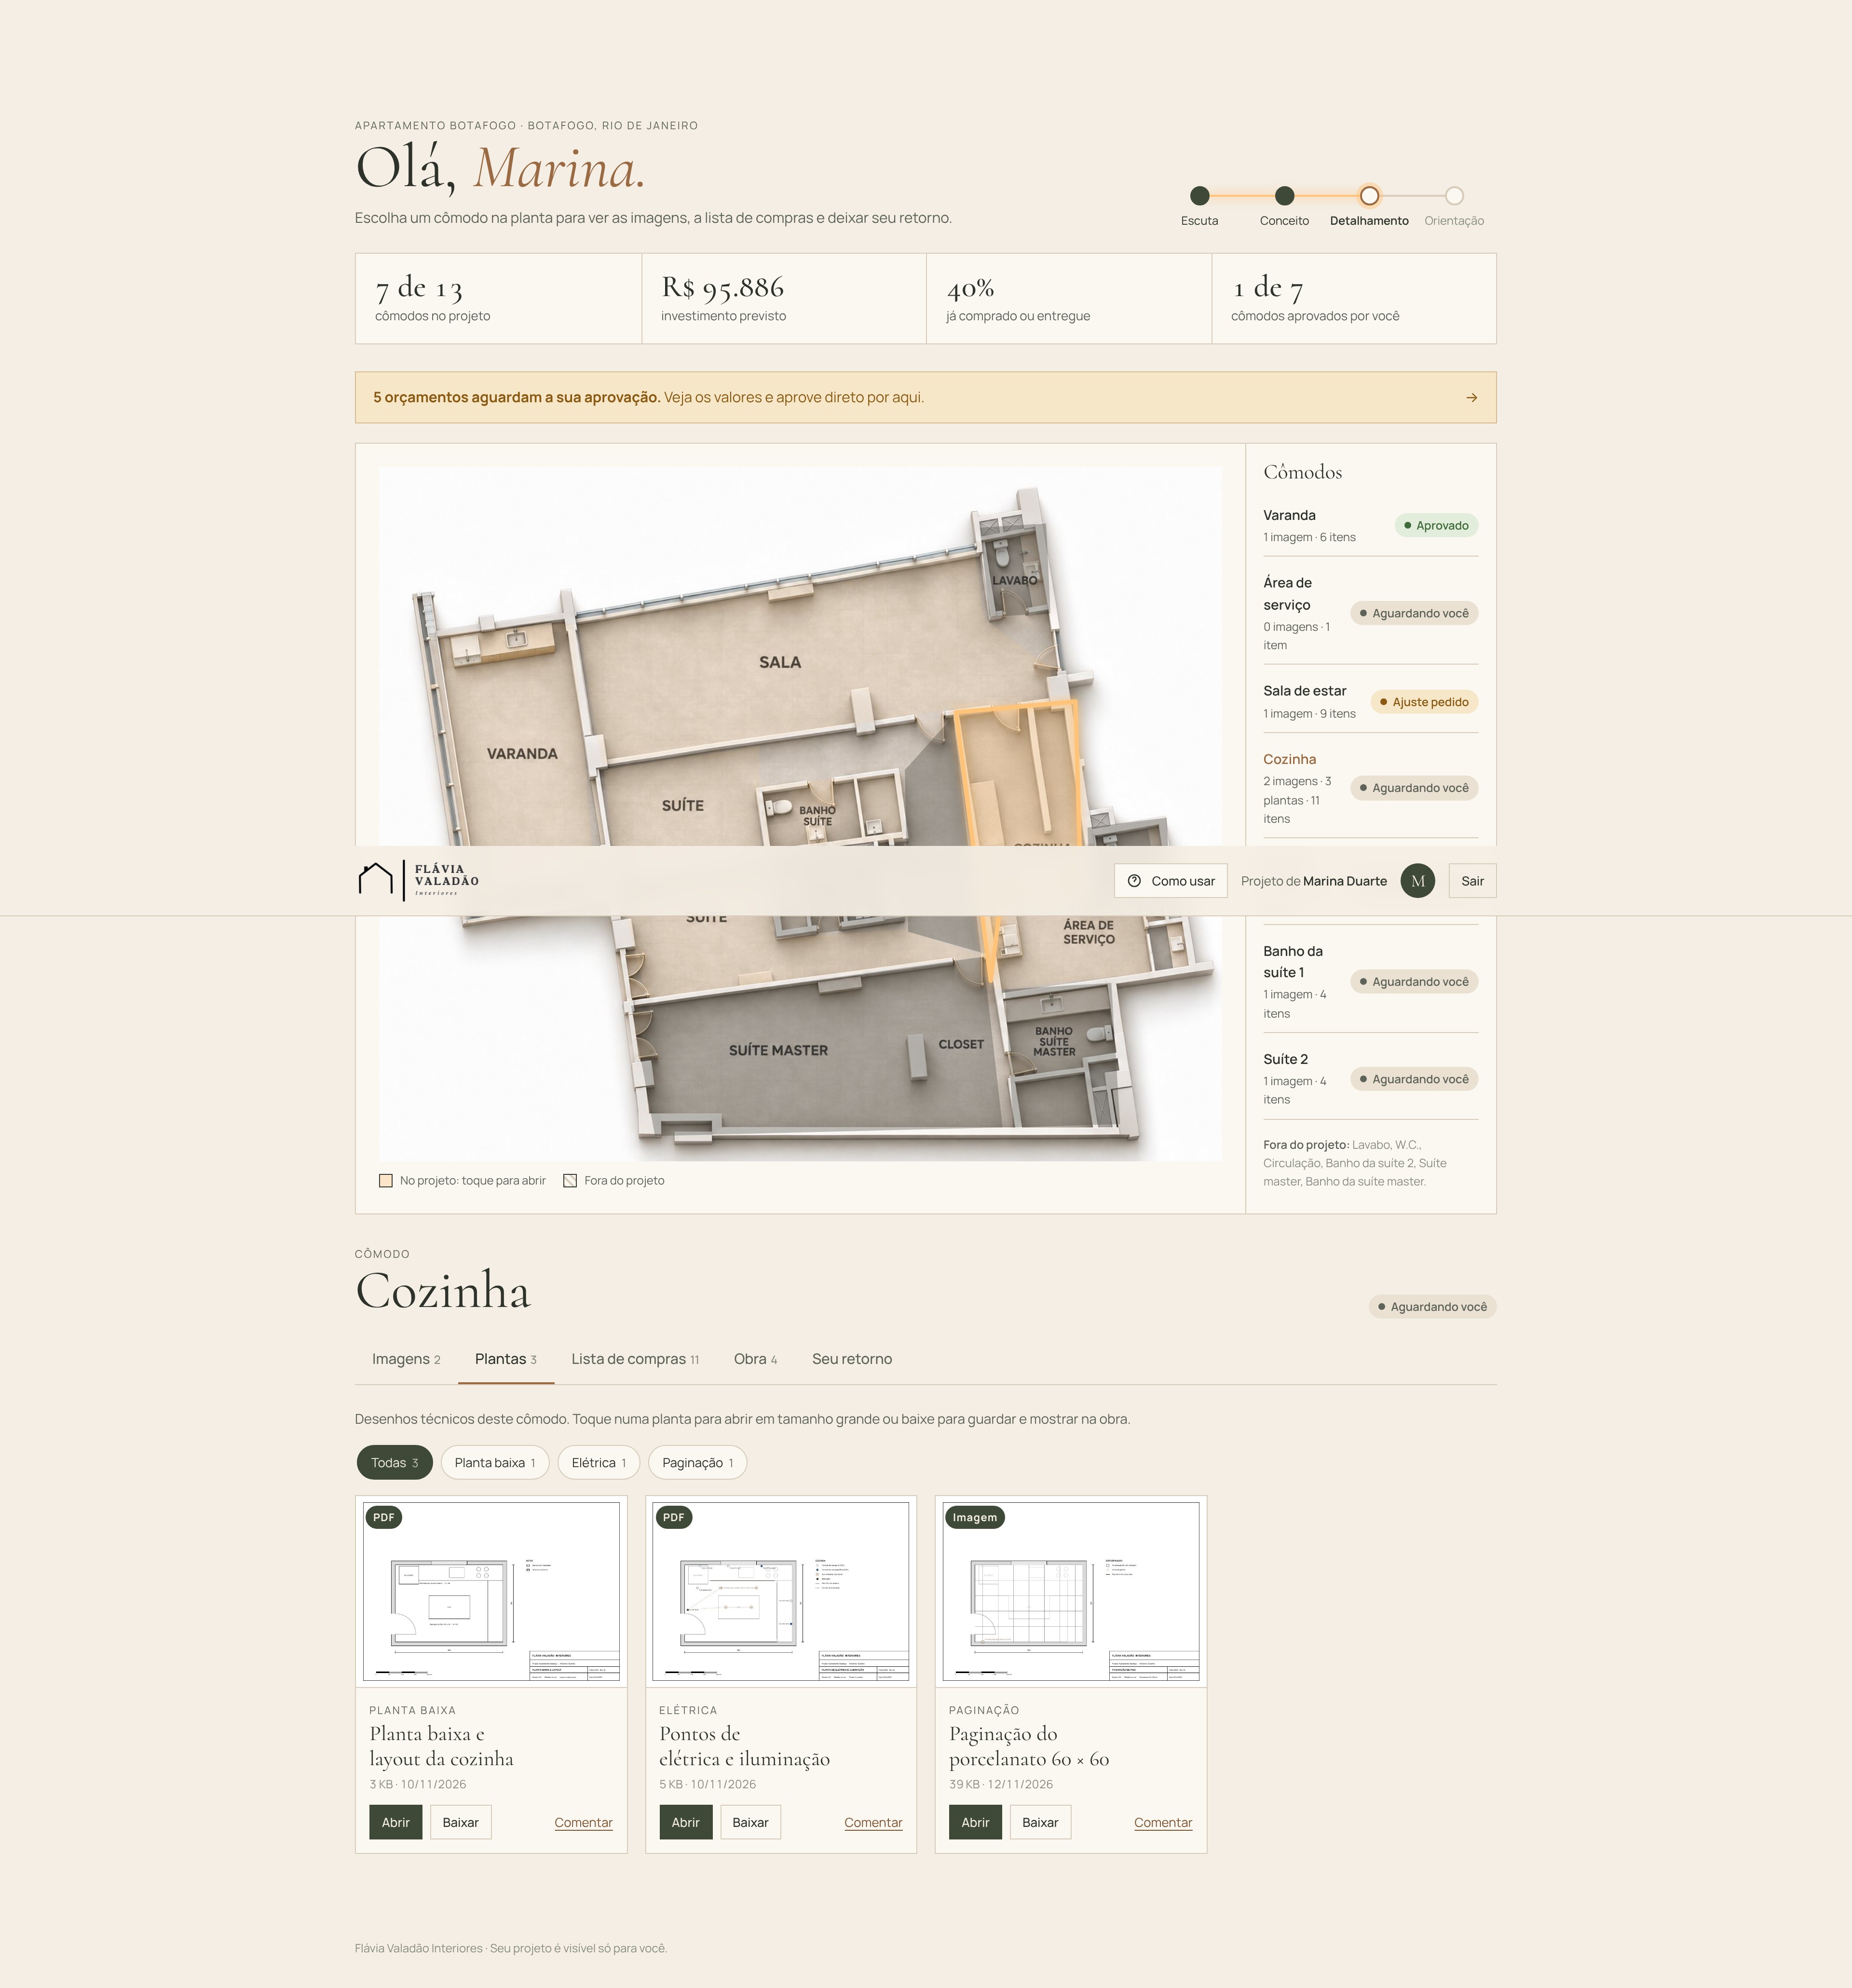 APARTAMENTO BOTAFOGO · BOTAFOGO, RIO DE JANEIRO
Olá, Marina.
Escolha um cômodo na planta para ver as imagens, a lista de compras e deixar seu retorno.
Escuta
Conceito
Detalhamento
Orientação
7 de 13
cômodos no projeto
R$ 95.886
investimento previsto
40%
já comprado ou entregue
1 de 7
cômodos aprovados por você
5 orçamentos aguardam a sua aprovação. Veja os valores e aprove direto por aqui.
LAVABO
SALA
VARANDA
SUÍTE
BANHO
SUÍTE
Cômodos
Varanda
1 imagem · 6 itens
Aprovado
Área de
serviço
0 imagens · 1
item
Aguardando você
Sala de estar
1 imagem · 9 itens
Ajuste pedido
Cozinha
2 imagens · 3
plantas · 11
itens
Aguardando você
FLÁVIA
VALADÃO
Interiores
Como usar
Projeto de Marina Duarte
M
Sair
SUÍTE
ÁREA DE
SERVIÇO
SUÍTE MASTER
CLOSET
BANHO
SUÍTE
MASTER
Banho da
suíte 1
1 imagem · 4
itens
Aguardando você
Suíte 2
1 imagem · 4
itens
Aguardando você
Fora do projeto: Lavabo, W.C.,
Circulação, Banho da suíte 2, Suíte
master, Banho da suíte master.
No projeto: toque para abrir
Fora do projeto
CÔMODO
Cozinha
Aguardando você
Imagens 2
Plantas 3
Lista de compras 11
Obra 4
Seu retorno
Desenhos técnicos deste cômodo. Toque numa planta para abrir em tamanho grande ou baixe para guardar e mostrar na obra.
Todas 3
Planta baixa 1
Elétrica 1
Paginação 1
PDF
FLÁVIA VALADÃO INTERIORES
PLANTA BAIXA
Planta baixa e
layout da cozinha
3 KB · 10/11/2026
Abrir
Baixar
Comentar
PDF
FLÁVIA VALADÃO INTERIORES
ELÉTRICA
Pontos de
elétrica e iluminação
5 KB · 10/11/2026
Abrir
Baixar
Comentar
Imagem
FLÁVIA VALADÃO INTERIORES
PAGINAÇÃO
Paginação do
porcelanato 60 × 60
39 KB · 12/11/2026
Abrir
Baixar
Comentar
Flávia Valadão Interiores · Seu projeto é visível só para você.